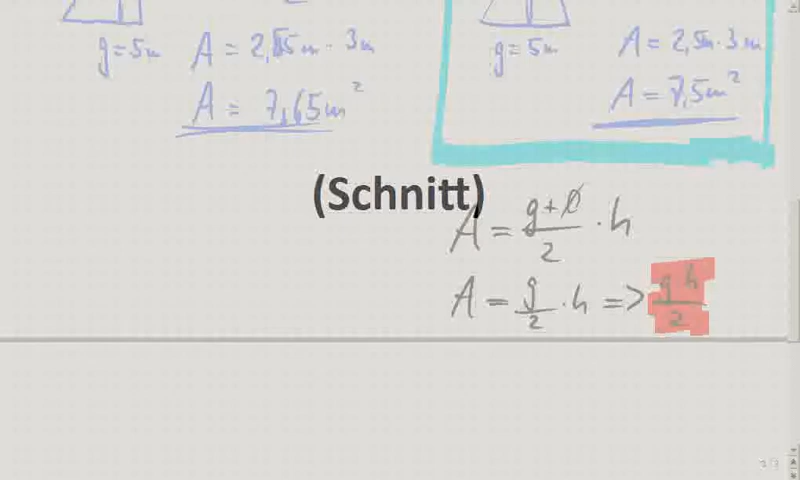 g = 5m A = 2,55m · 3m
A = 7,65m²
g = 5m A = 2,5m · 3m
A = 7,5m²
(Schnitt)
A = g+0/2 · h
A = g/2 · h => g h/2